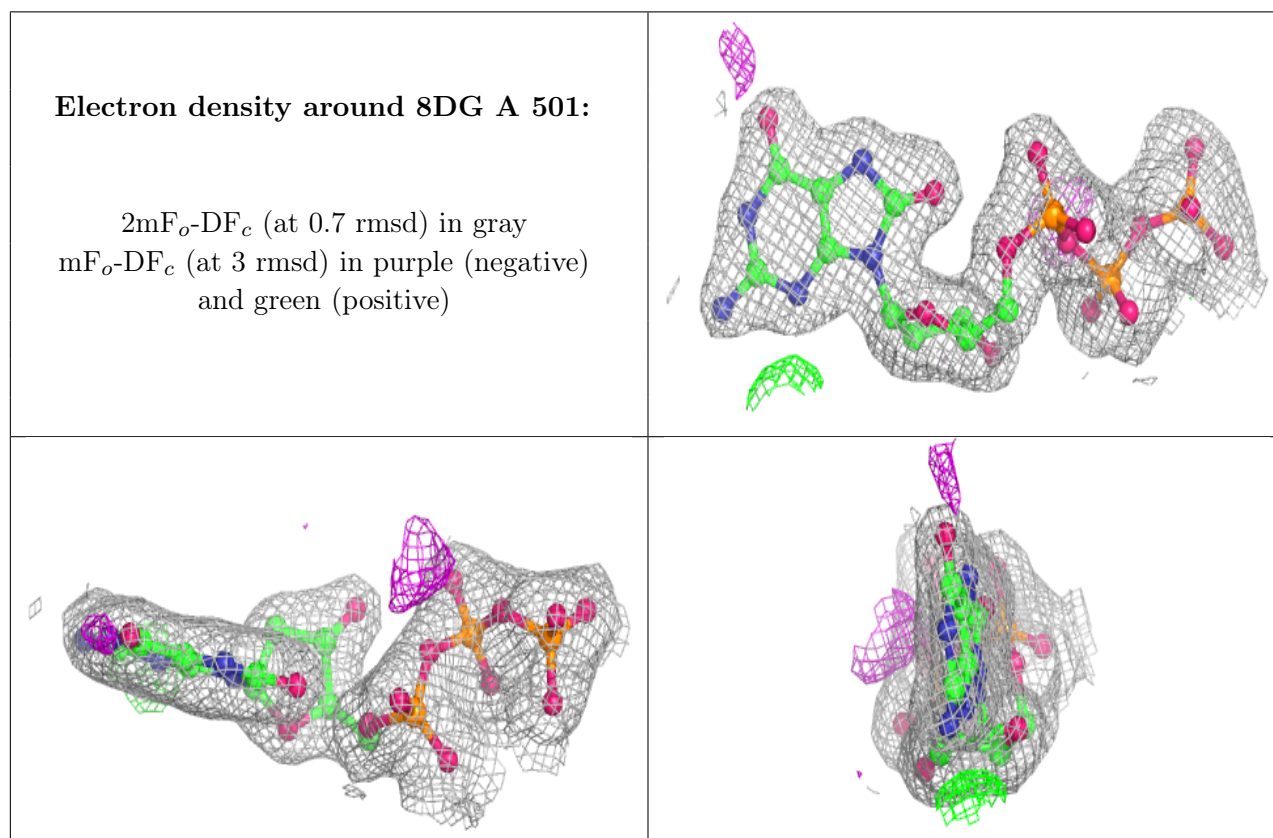 Electron density around 8DG A 501:
2mFₒ-DF𝒸 (at 0.7 rmsd) in gray
mFₒ-DF𝒸 (at 3 rmsd) in purple (negative)
and green (positive)